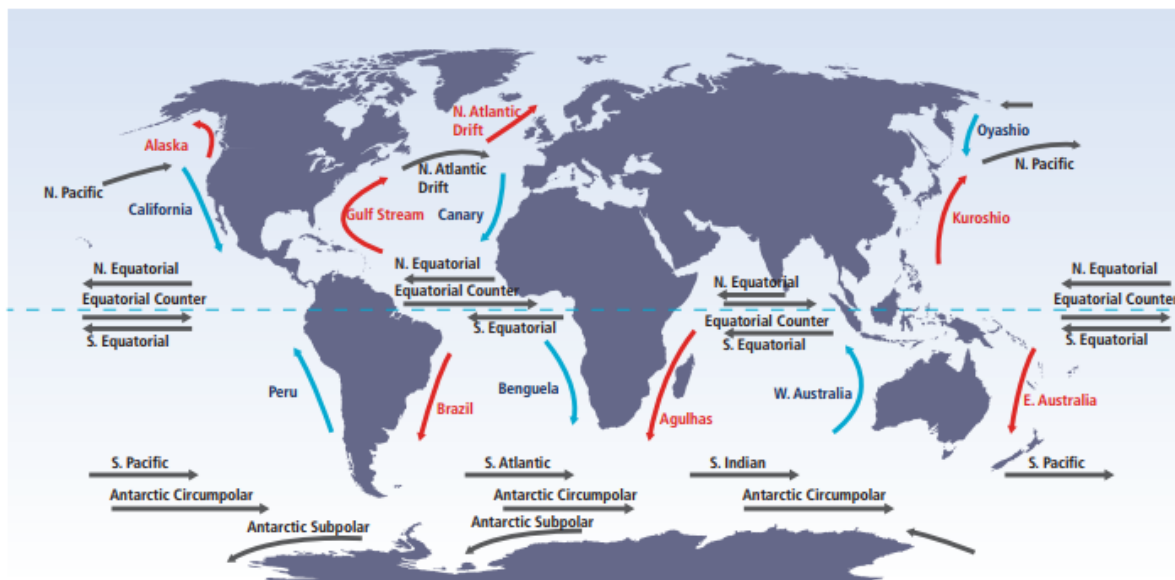 N. Atlantic
Drift
Oyashio
Alaska
N. Atlantic
Drift
N. Pacific
N. Pacific
California
Gulf Stream
Canary
Kuroshio
N. Equatorial
N. Equatorial
N. Equatorial
N. Equatorial
Equatorial Counter
Equatorial Counter
Equatorial Counter
Equatorial Counter
S. Equatorial
S. Equatorial
S. Equatorial
S. Equatorial
Peru
Brazil
Benguela
Agulhas
W. Australia
E. Australia
S. Pacific
S. Atlantic
S. Indian
S. Pacific
Antarctic Circumpolar
Antarctic Circumpolar
Antarctic Circumpolar
Antarctic Subpolar
Antarctic Subpolar